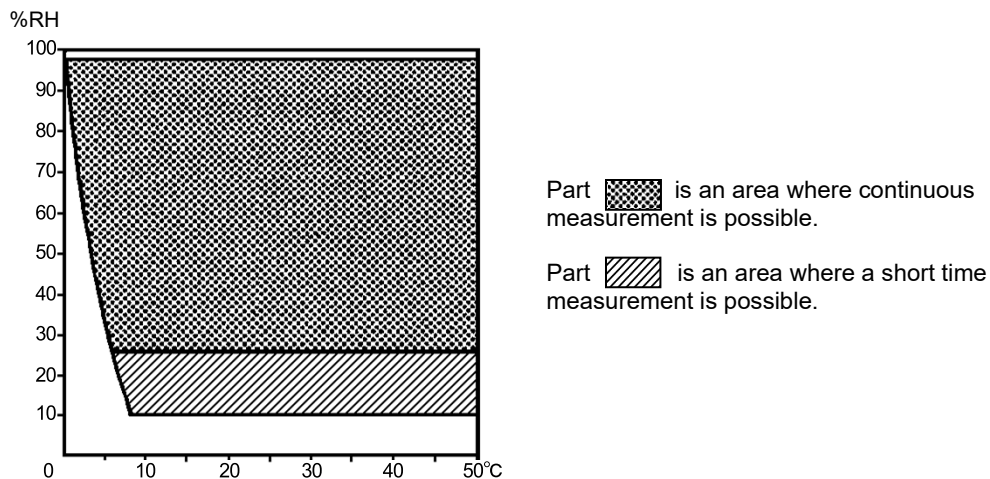 %RH
100
90
80
70
60
50
40
30
20
10
0 10 20 30 40 50℃
Part is an area where continuous
measurement is possible.
Part is an area where a short time
measurement is possible.